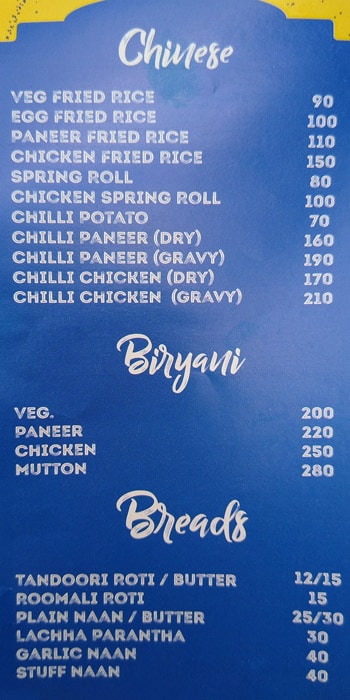 Chinese
VEG FRIED RICE 90
EGG FRIED RICE 100
PANEER FRIED RICE 110
CHICKEN FRIED RICE 150
SPRING ROLL 80
CHICKEN SPRING ROLL 100
CHILLI POTATO 70
CHILLI PANEER (DRY) 160
CHILLI PANEER (GRAVY) 190
CHILLI CHICKEN (DRY) 170
CHILLI CHICKEN (GRAVY) 210
Biryani
VEG. 200
PANEER 220
CHICKEN 250
MUTTON 280
Breads
TANDOORI ROTI / BUTTER 12/15
ROOMALI ROTI 15
PLAIN NAAN / BUTTER 25/30
LACHHA PARANTHA 30
GARLIC NAAN 40
STUFF NAAN 40